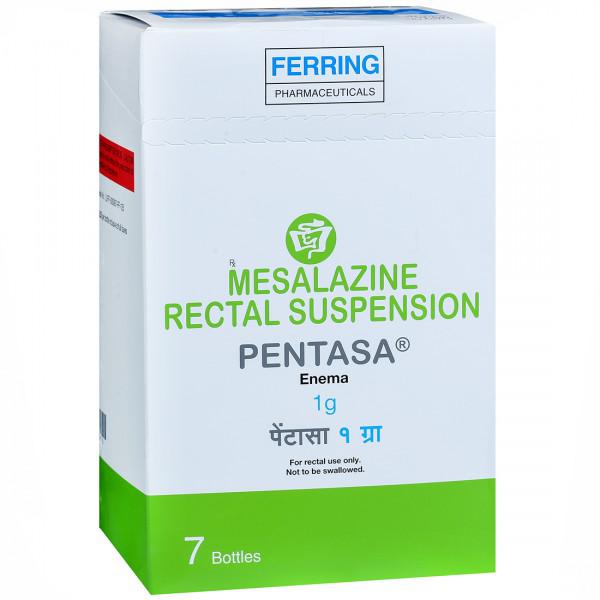 FERRING
PHARMACEUTICALS
Rx
MESALAZINE
RECTAL SUSPENSION
PENTASA®
Enema
1g
पेंटासा १ ग्रा
For rectal use only.
Not to be swallowed.
7 Bottles